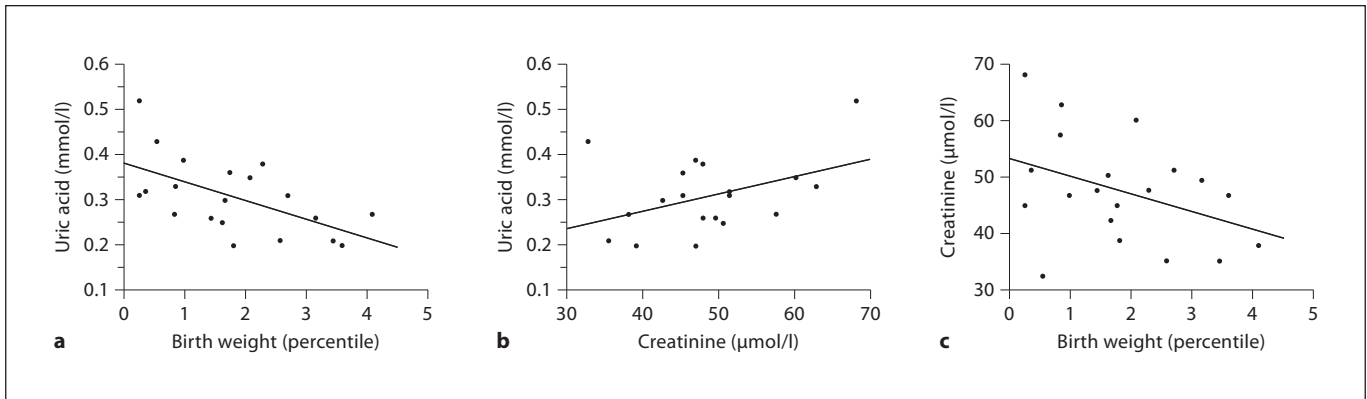 0.6
0.5
0.4
0.3
0.2
0.1
Uric acid (mmol/l)
0 1 2 3 4 5
Birth weight (percentile)
a
0.6
0.5
0.4
0.3
0.2
0.1
Uric acid (mmol/l)
30 40 50 60 70
Creatinine (μmol/l)
b
70
60
50
40
30
Creatinine (μmol/l)
0 1 2 3 4 5
Birth weight (percentile)
c